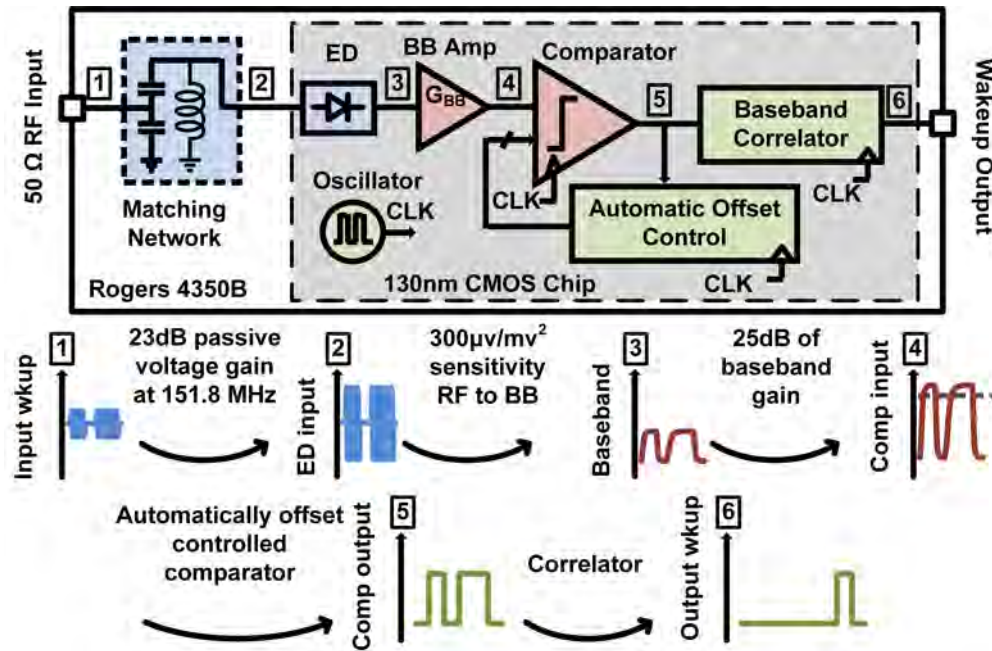 50 Ω RF Input
1
Matching
Network
Rogers 4350B
2
ED
3
BB Amp
G_BB
4
Comparator
CLK
5
Baseband
Correlator
CLK
6
Wakeup Output
Oscillator
CLK
Automatic Offset
Control
CLK
130nm CMOS Chip
1
Input wkup
23dB passive
voltage gain
at 151.8 MHz
2
ED input
300µv/mv²
sensitivity
RF to BB
3
Baseband
25dB of
baseband
gain
4
Comp input
Automatically offset
controlled
comparator
5
Comp output
Correlator
6
Output wkup